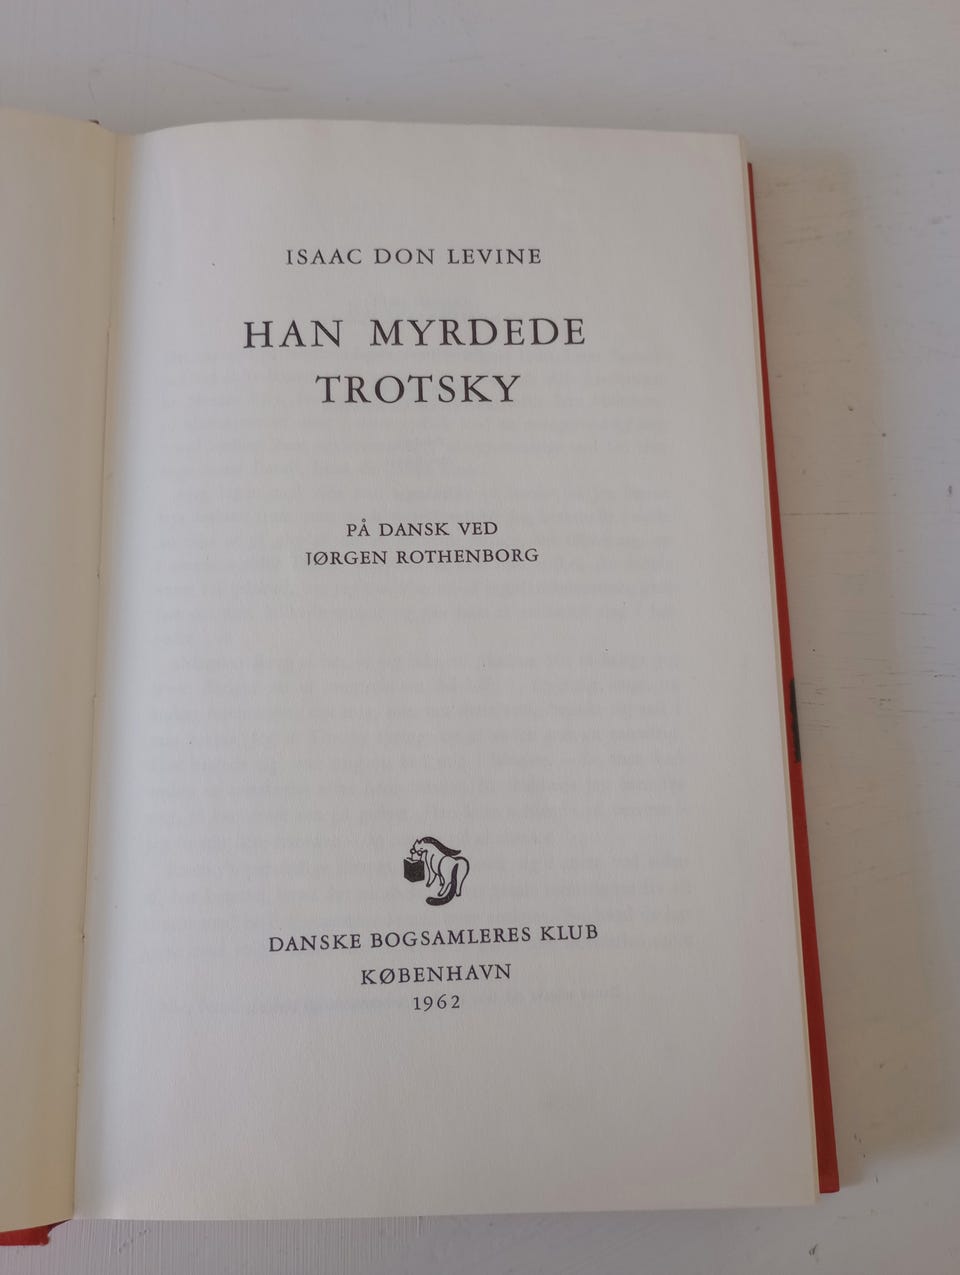 ISAAC DON LEVINE
HAN MYRDEDE
TROTSKY
PÅ DANSK VED
JØRGEN ROTHENBORG
DANSKE BOGSAMLERES KLUB
KØBENHAVN
1962